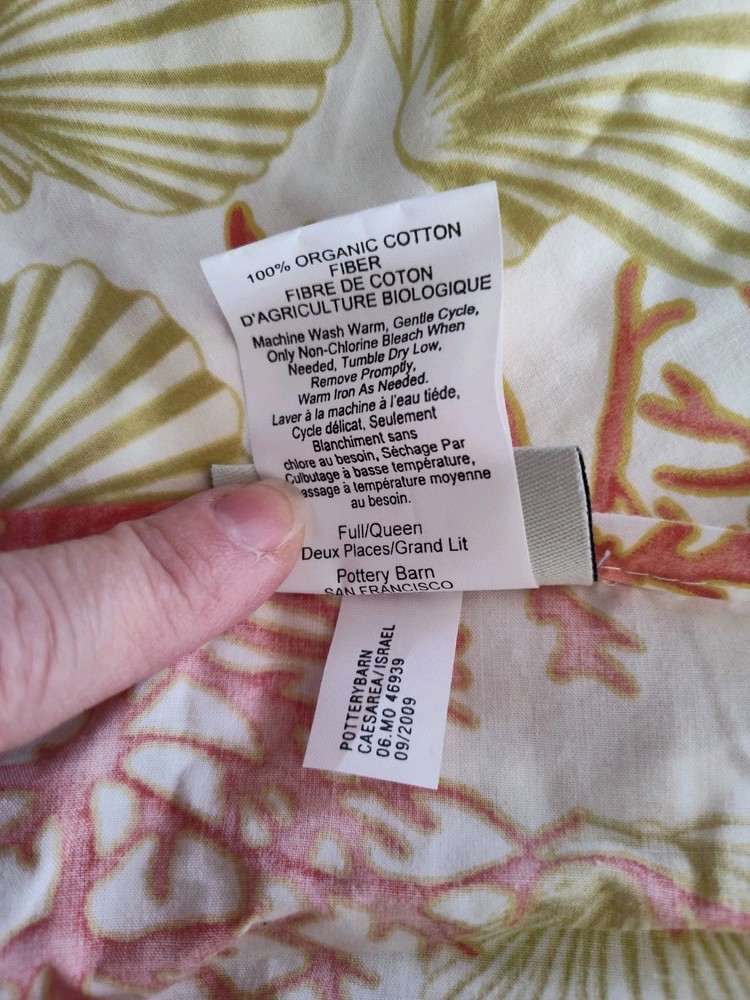 100% ORGANIC COTTON
FIBER
FIBRE DE COTON
D'AGRICULTURE BIOLOGIQUE
Machine Wash Warm, Gentle Cycle,
Only Non-Chlorine Bleach When
Needed, Tumble Dry Low,
Remove Promptly,
Warm Iron As Needed.
Laver à la machine à l'eau tiéde,
Cycle délicat, Seulement
Blanchiment sans
chlore au besoin, Séchage Par
Culbutage à basse température,
assage à température moyenne
au besoin.
Full/Queen
Deux Places/Grand Lit
Pottery Barn
SAN FRANCISCO
POTTERYBARN
CAESAREA/ISRAEL
06.MO 46939
09/2009